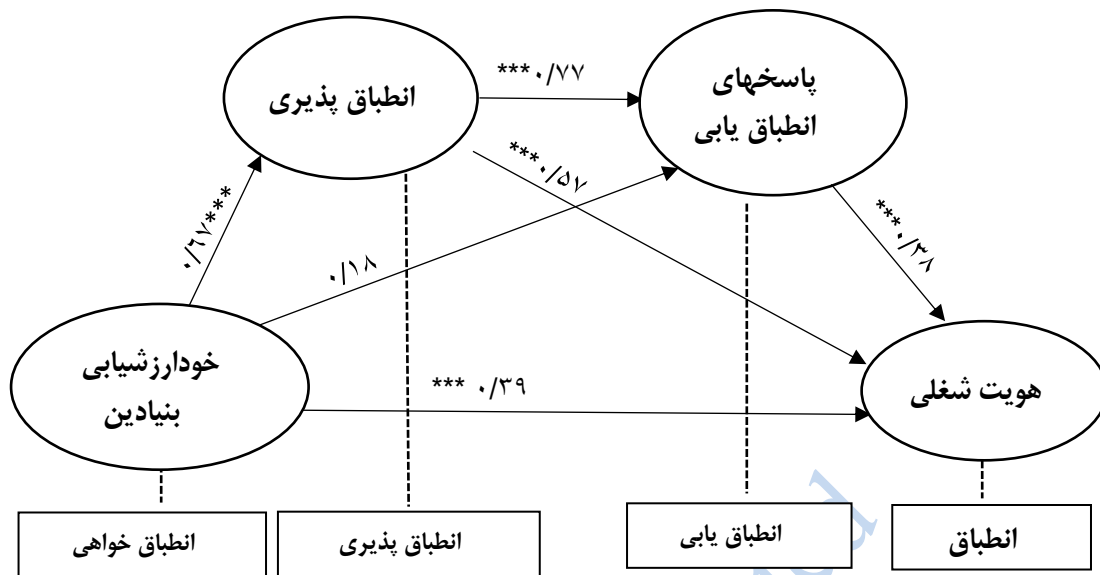 انطباق پذیری
***۰/۷۷
پاسخهای
انطباق یابی
***۰/۵۷
۰/۶۷***
۰/۱۸
***۰/۳۸
خودارزشیابی
بنیادین
*** ۰/۳۹
هویت شغلی
انطباق خواهی
انطباق پذیری
انطباق یابی
انطباق